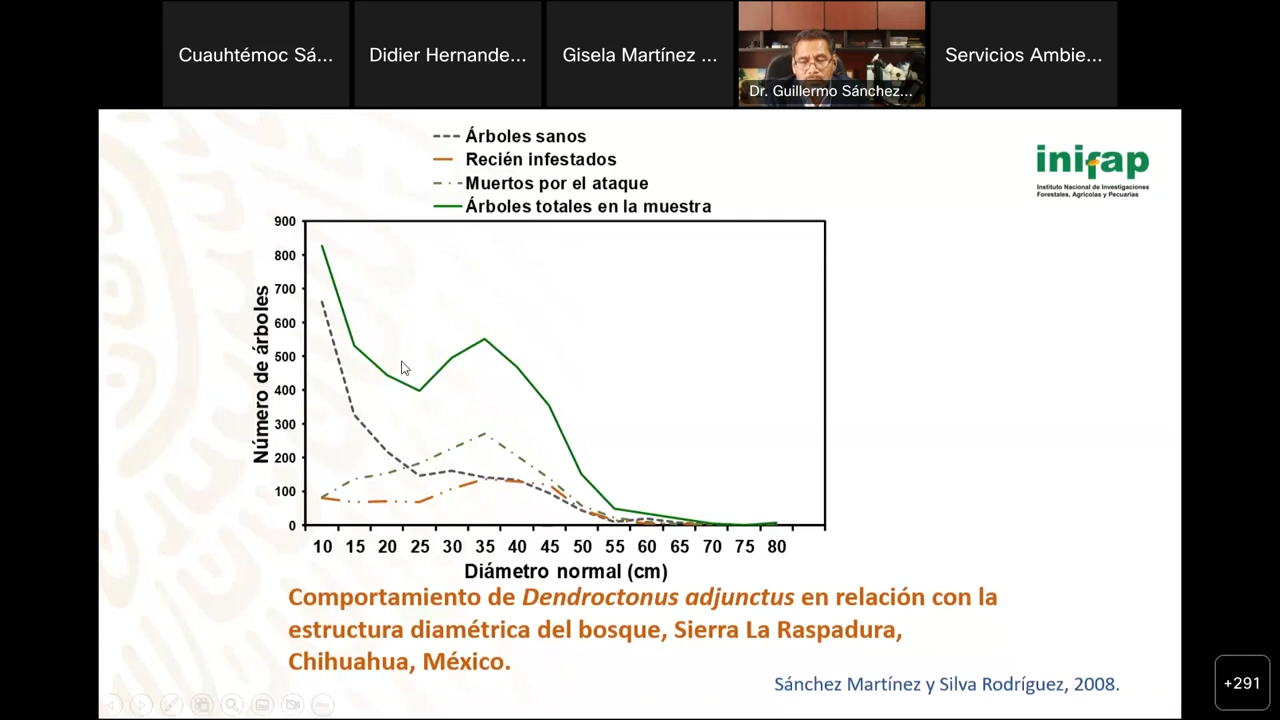 Cuauhtémoc Sá...
Didier Hernande...
Gisela Martínez ...
Dr. Guillermo Sánchez...
Servicios Ambie...
Árboles sanos
Recién infestados
Muertos por el ataque
Árboles totales en la muestra
inifap
Instituto Nacional de Investigaciones
Forestales, Agrícolas y Pecuarias
Número de árboles
900
800
700
600
500
400
300
200
100
0
10 15 20 25 30 35 40 45 50 55 60 65 70 75 80
Diámetro normal (cm)
Comportamiento de Dendroctonus adjunctus en relación con la
estructura diamétrica del bosque, Sierra La Raspadura,
Chihuahua, México.
Sánchez Martínez y Silva Rodríguez, 2008.
+291